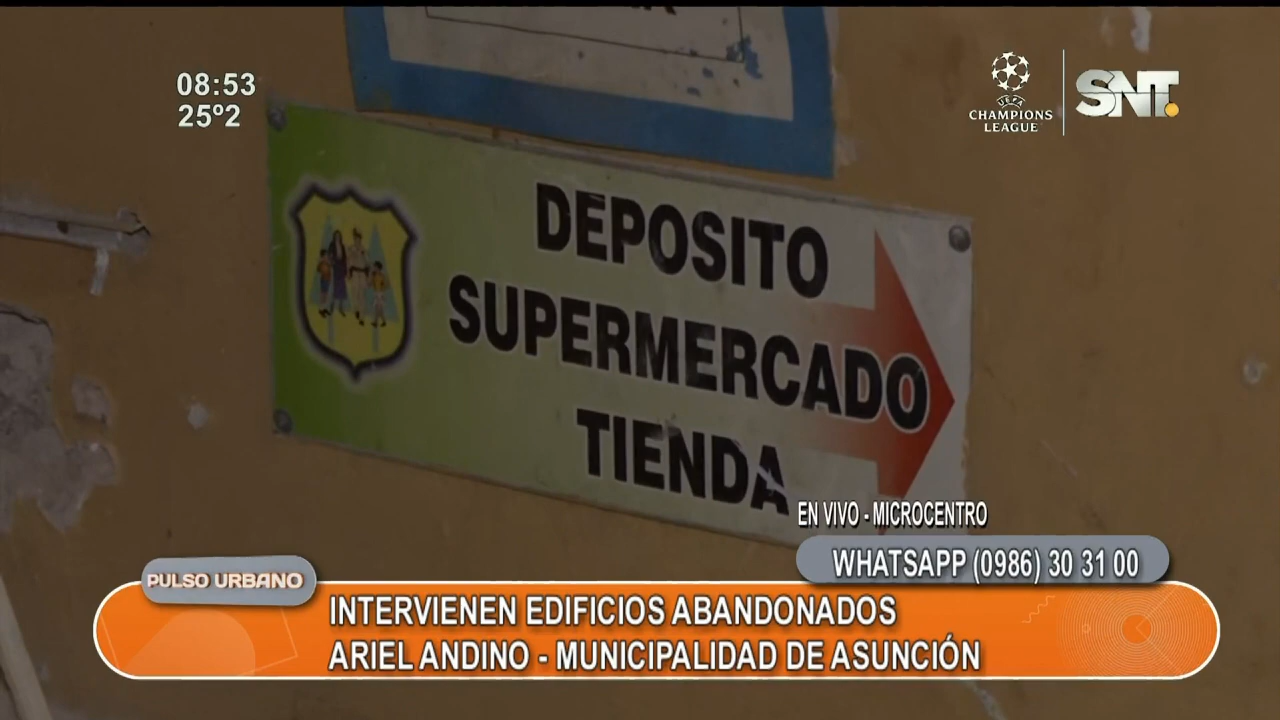 08:53
25º2
UEFA
CHAMPIONS
LEAGUE
SNT
DEPOSITO
SUPERMERCADO
TIENDA
EN VIVO - MICROCENTRO
WHATSAPP (0986) 30 31 00
PULSO URBANO
INTERVIENEN EDIFICIOS ABANDONADOS
ARIEL ANDINO - MUNICIPALIDAD DE ASUNCIÓN